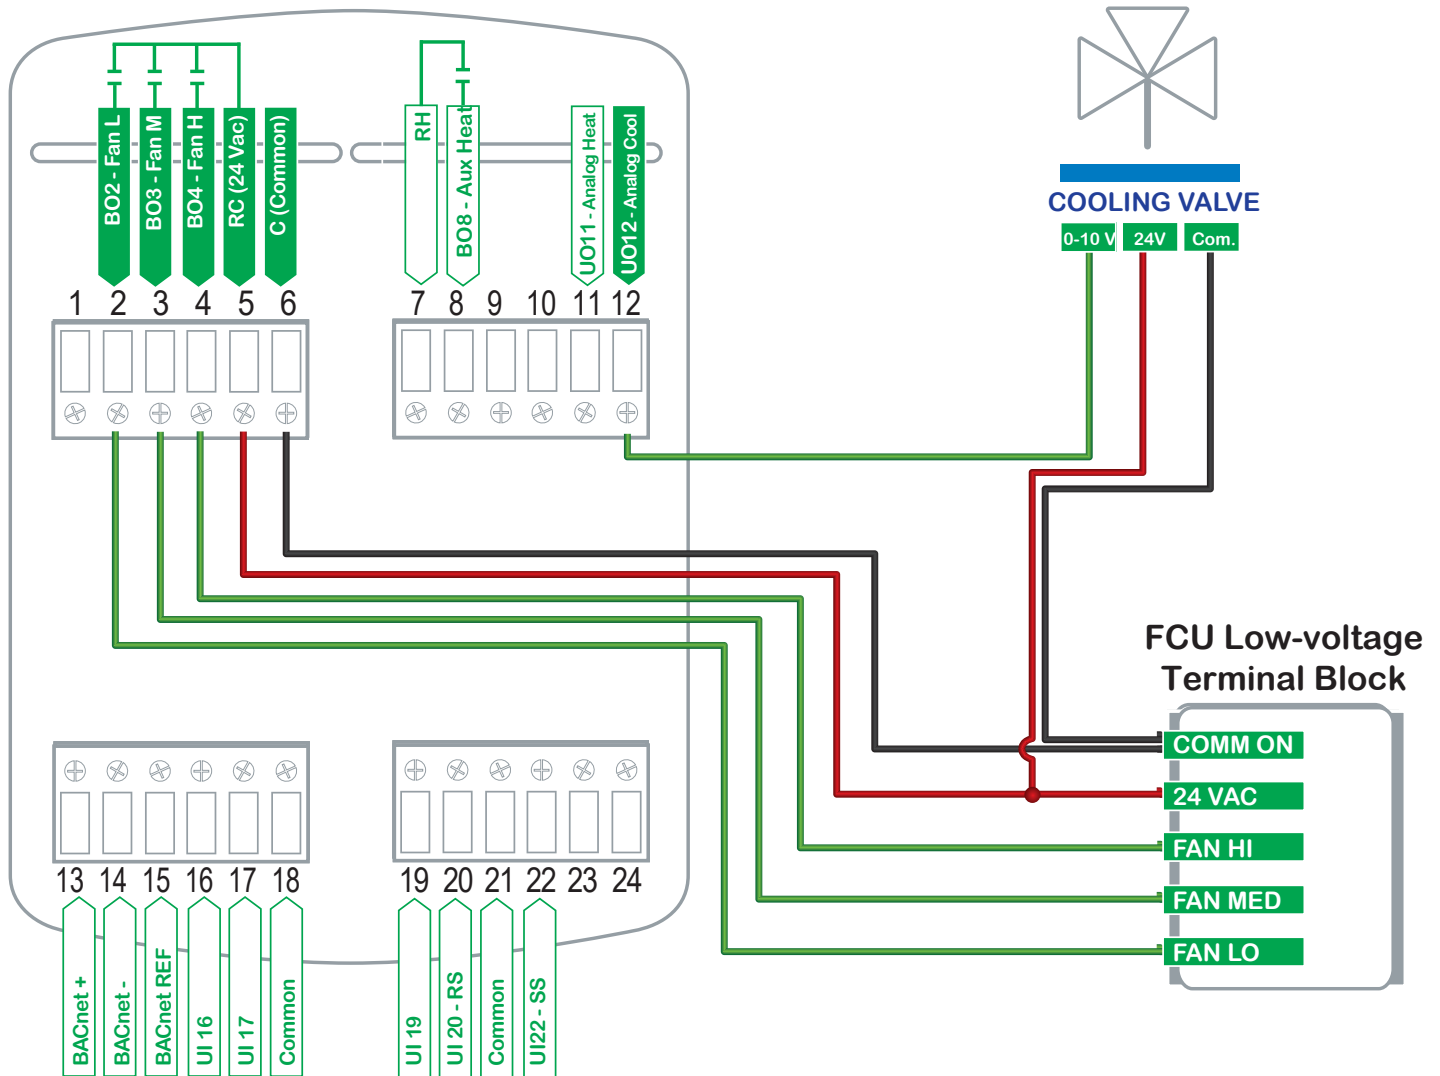 BO2 - Fan L
BO3 - Fan M
BO4 - Fan H
RC (24 Vac)
C (Common)
RH
BO8 - Aux Heat
UO11 - Analog Heat
UO12 - Analog Cool
1 2 3 4 5 6
7 8 9 10 11 12
COOLING VALVE
0-10 V 24V Com.
FCU Low-voltage
Terminal Block
COMM ON
24 VAC
FAN HI
FAN MED
FAN LO
13 14 15 16 17 18
19 20 21 22 23 24
BACnet +
BACnet -
BACnet REF
UI 16
UI 17
Common
UI 19
UI 20 - RS
Common
UI22 - SS